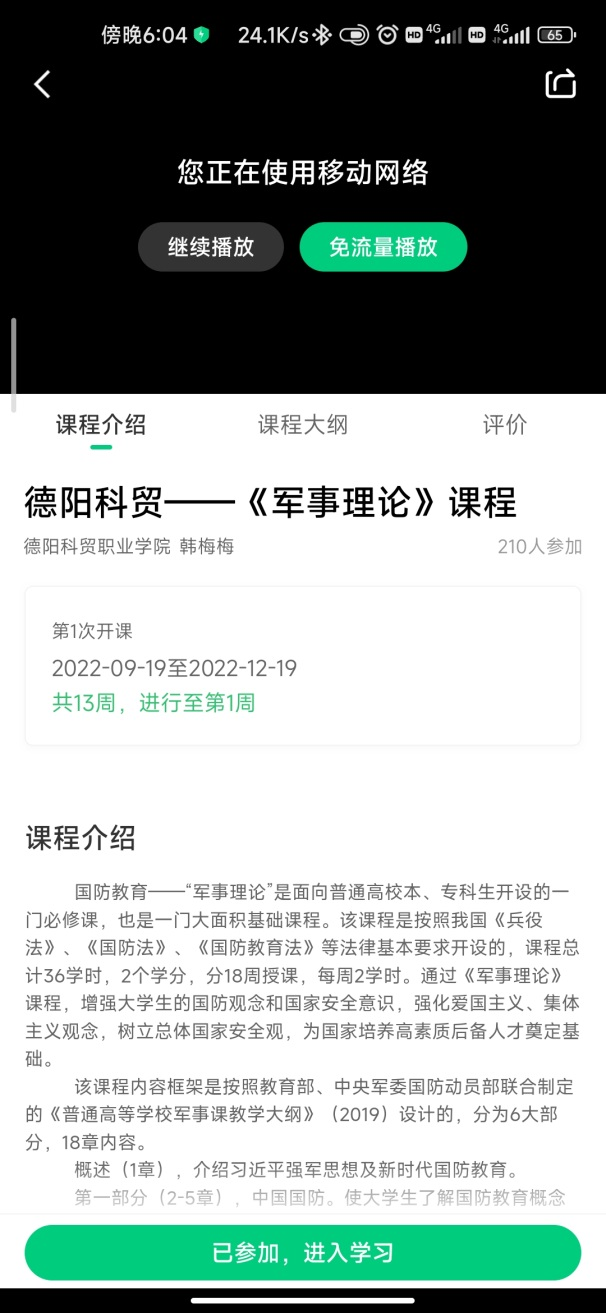 傍晚6:04 24.1K/s HD 4G HD 4G 65
您正在使用移动网络
继续播放 免流量播放
课程介绍 课程大纲 评价
德阳科贸——《军事理论》课程
德阳科贸职业学院 韩梅梅 210人参加
第1次开课
2022-09-19至2022-12-19
共13周，进行至第1周
课程介绍
国防教育——“军事理论”是面向普通高校本、专科生开设的一
门必修课，也是一门大面积基础课程。该课程是按照我国《兵役
法》、《国防法》、《国防教育法》等法律基本要求开设的，课程总
计36学时，2个学分，分18周授课，每周2学时。通过《军事理论》
课程，增强大学生的国防观念和国家安全意识，强化爱国主义、集体
主义观念，树立总体国家安全观，为国家培养高素质后备人才奠定基
础。
该课程内容框架是按照教育部、中央军委国防动员部联合制定
的《普通高等学校军事课教学大纲》（2019）设计的，分为6大部
分，18章内容。
概述（1章），介绍习近平强军思想及新时代国防教育。
第一部分（2-5章），中国国防。使大学生了解国防教育概念
已参加，进入学习